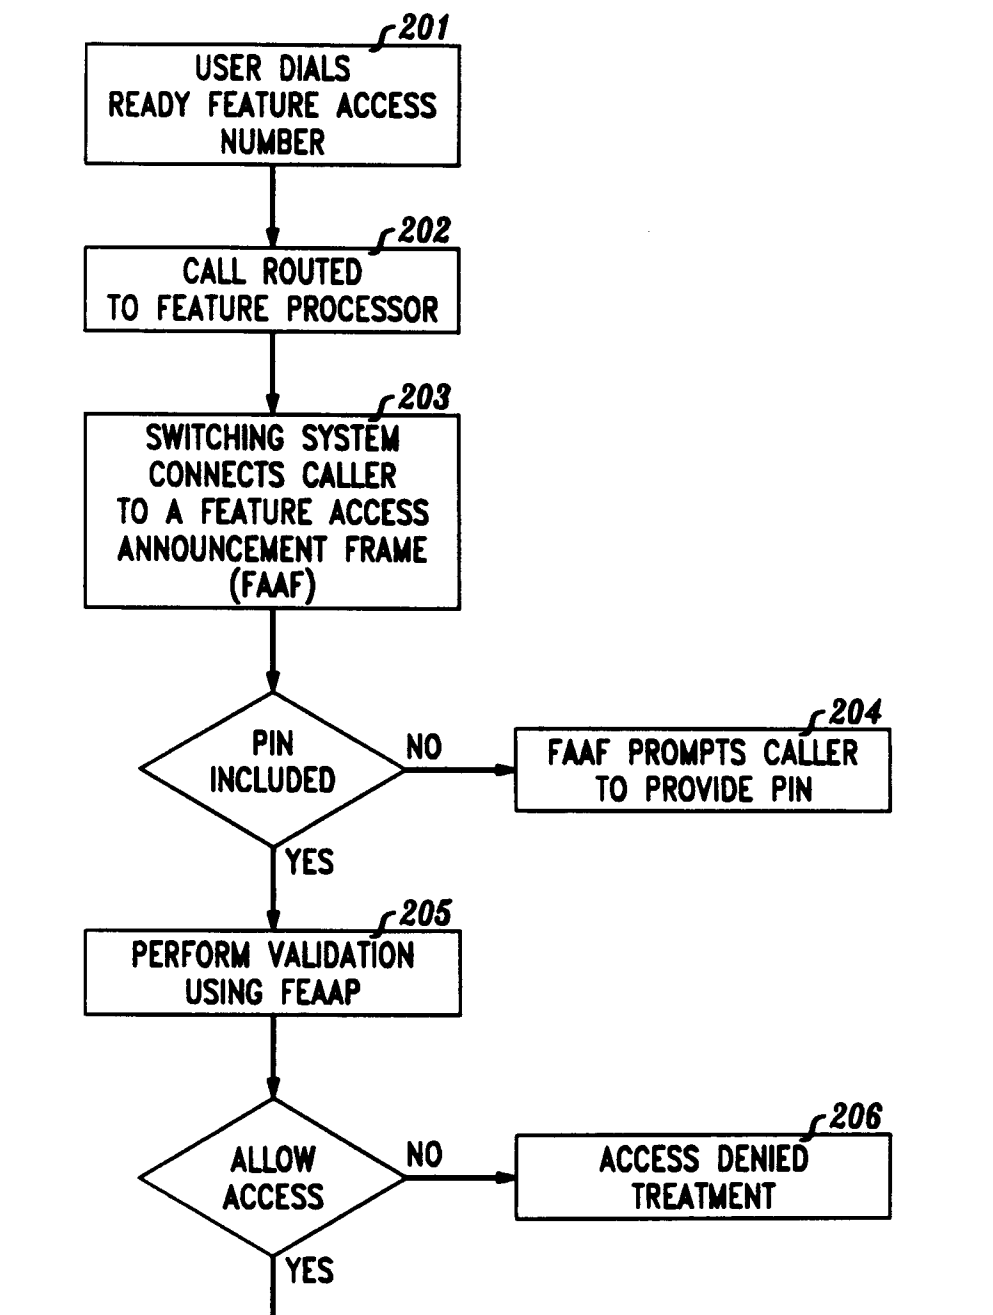 201
USER DIALS
READY FEATURE ACCESS
NUMBER
202
CALL ROUTED
TO FEATURE PROCESSOR
203
SWITCHING SYSTEM
CONNECTS CALLER
TO A FEATURE ACCESS
ANNOUNCEMENT FRAME
(FAAF)
PIN
INCLUDED
NO
204
FAAF PROMPTS CALLER
TO PROVIDE PIN
YES
205
PERFORM VALIDATION
USING FEAAP
ALLOW
ACCESS
NO
206
ACCESS DENIED
TREATMENT
YES